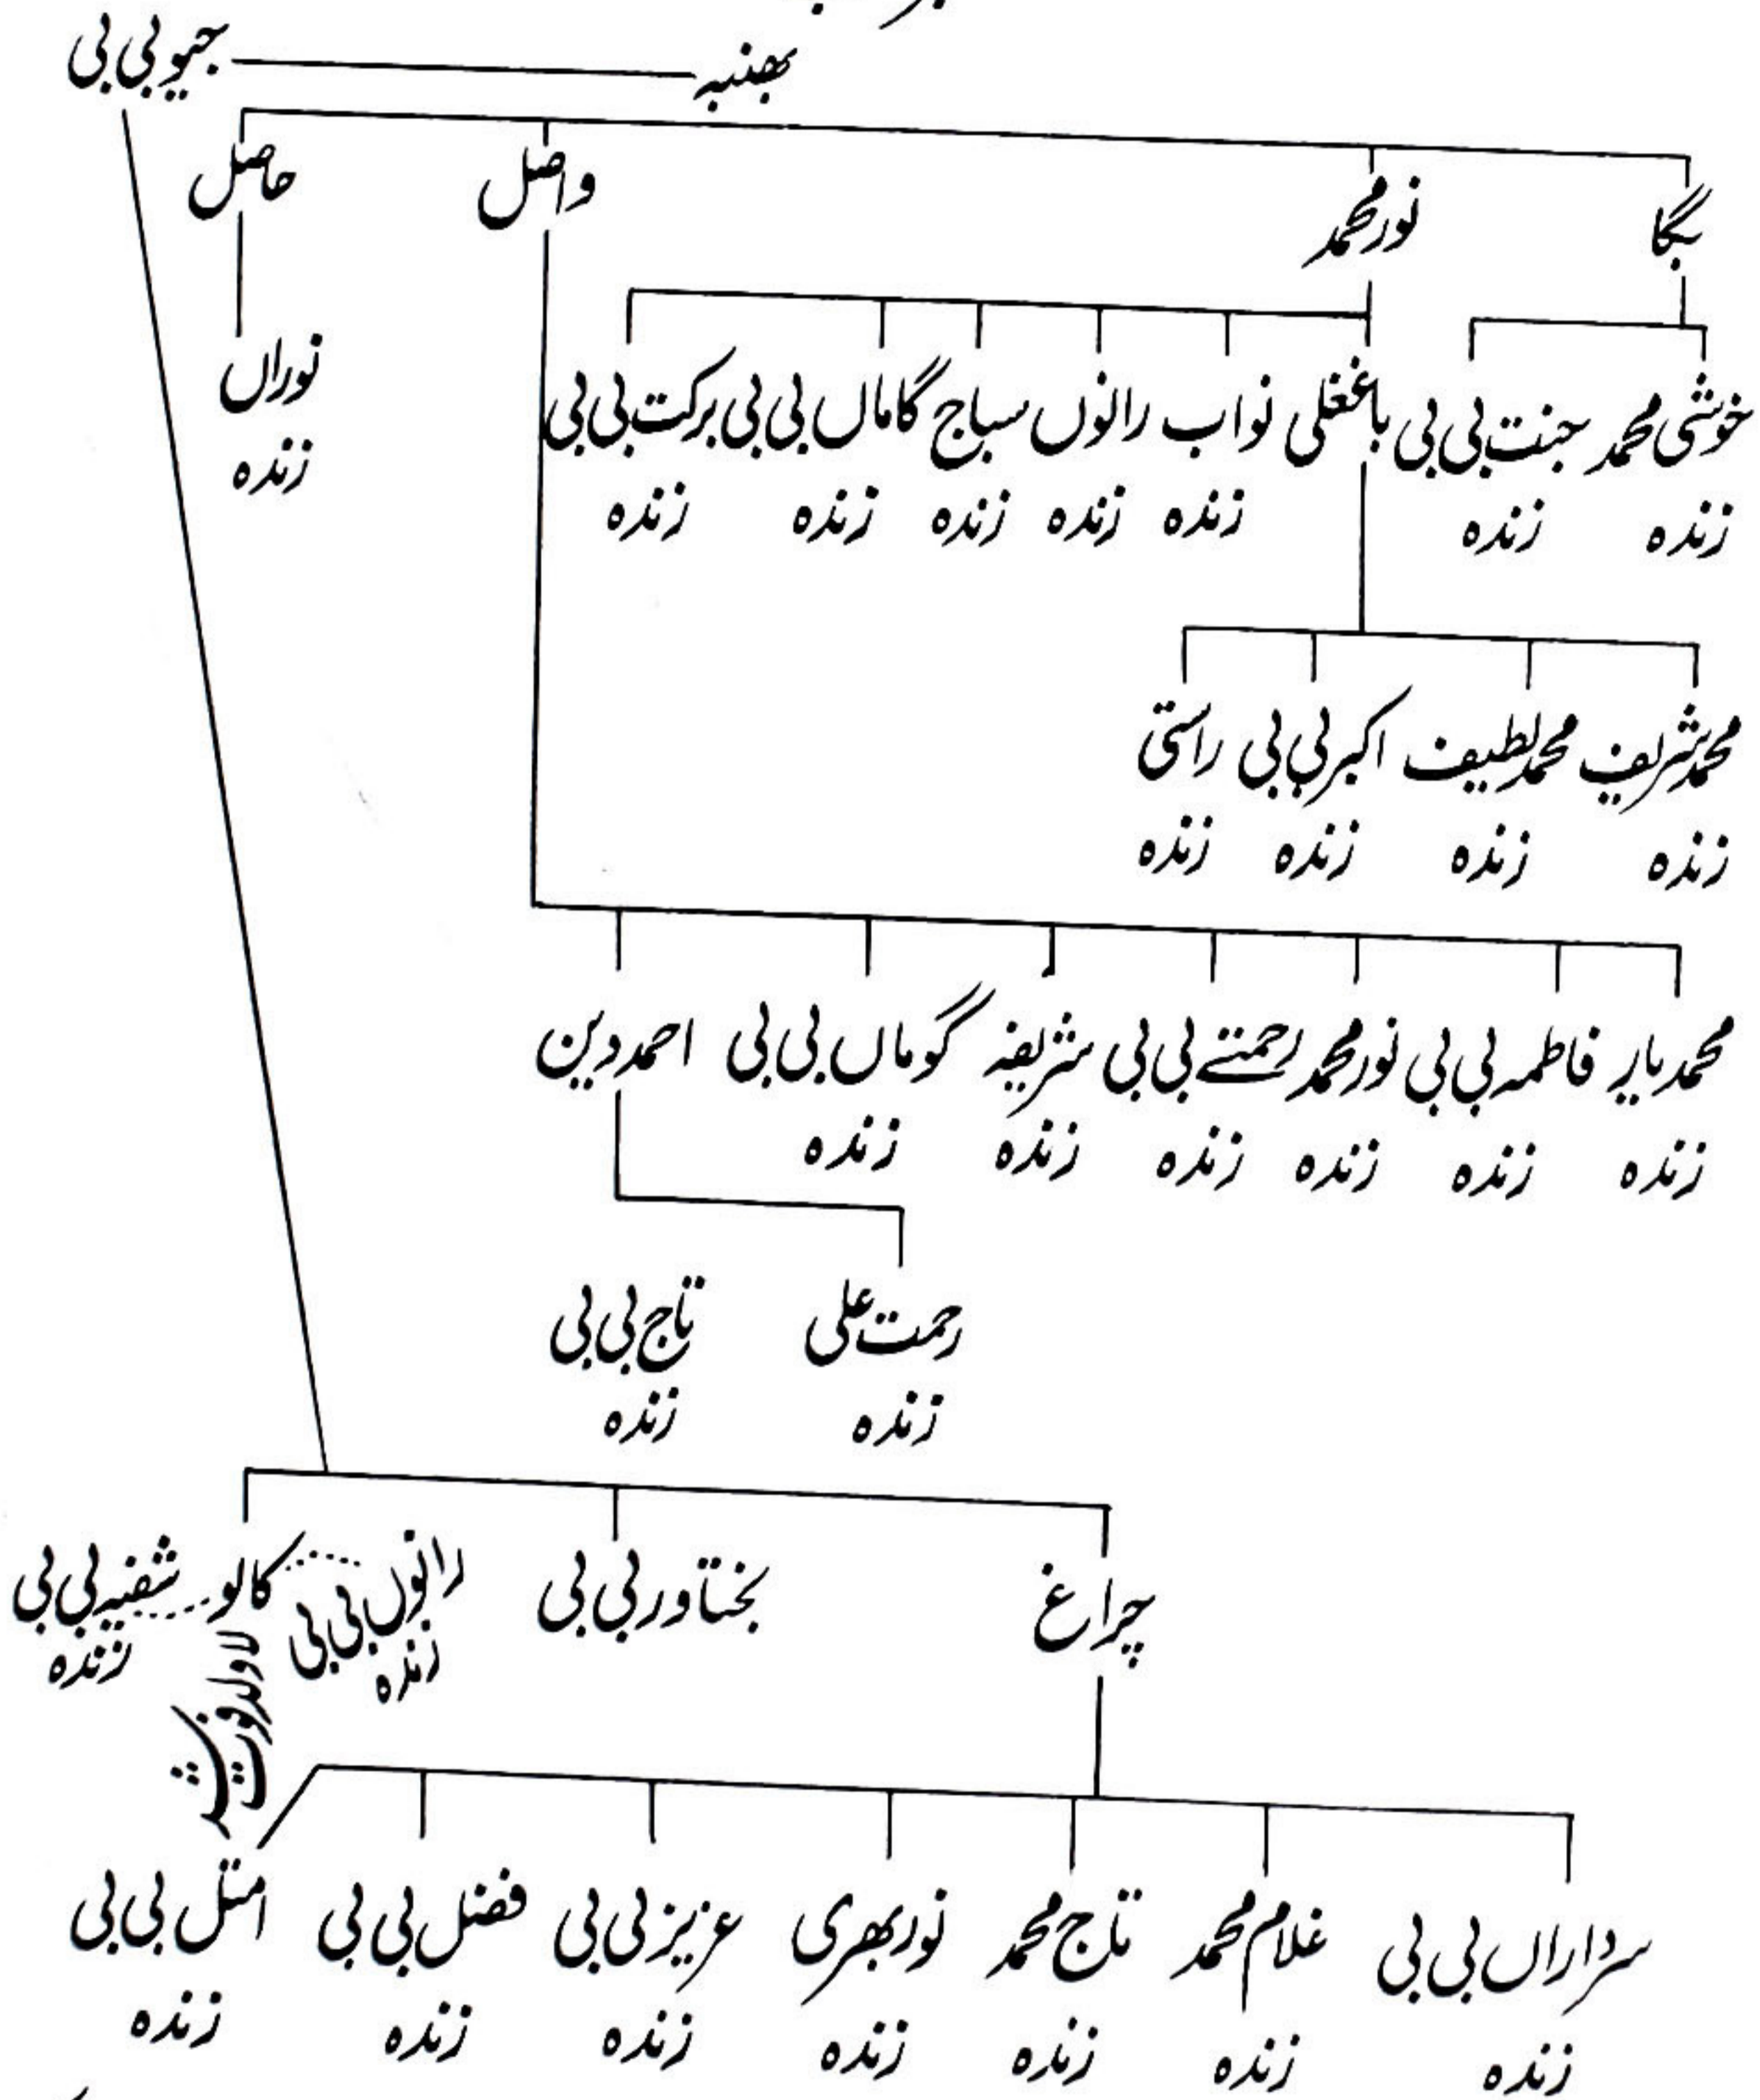 بھنبہ جیو بی بی
بگا نور محمد واصل حاصل
نوراں
زندہ
خوشی محمد جنت بی بی باغعلی نواب رانوں سباج گاماں بی بی برکت بی بی
زندہ زندہ زندہ زندہ زندہ زندہ زندہ
محمد شریف محمد لطیف اکبر بی بی راستی
زندہ زندہ زندہ زندہ
محمد یار فاطمہ بی بی نور محمد رحمتے بی بی شریفہ گوماں بی بی احمد دین
زندہ زندہ زندہ زندہ زندہ زندہ
رحمت علی تاج بی بی
زندہ زندہ
چراغ بختاور بی بی رانوں بی بی کالو شفیہ بی بی
زندہ زندہ
سرداراں بی بی غلام محمد تاج محمد نور بھری عزیز بی بی فضل بی بی امتل بی بی
زندہ زندہ زندہ زندہ زندہ زندہ زندہ